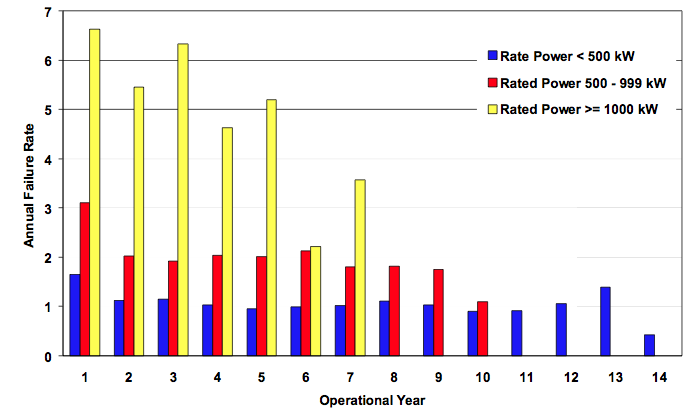 7
6
5
4
3
2
1
0
Annual Failure Rate
Rate Power < 500 kW
Rated Power 500 - 999 kW
Rated Power >= 1000 kW
1 2 3 4 5 6 7 8 9 10 11 12 13 14
Operational Year